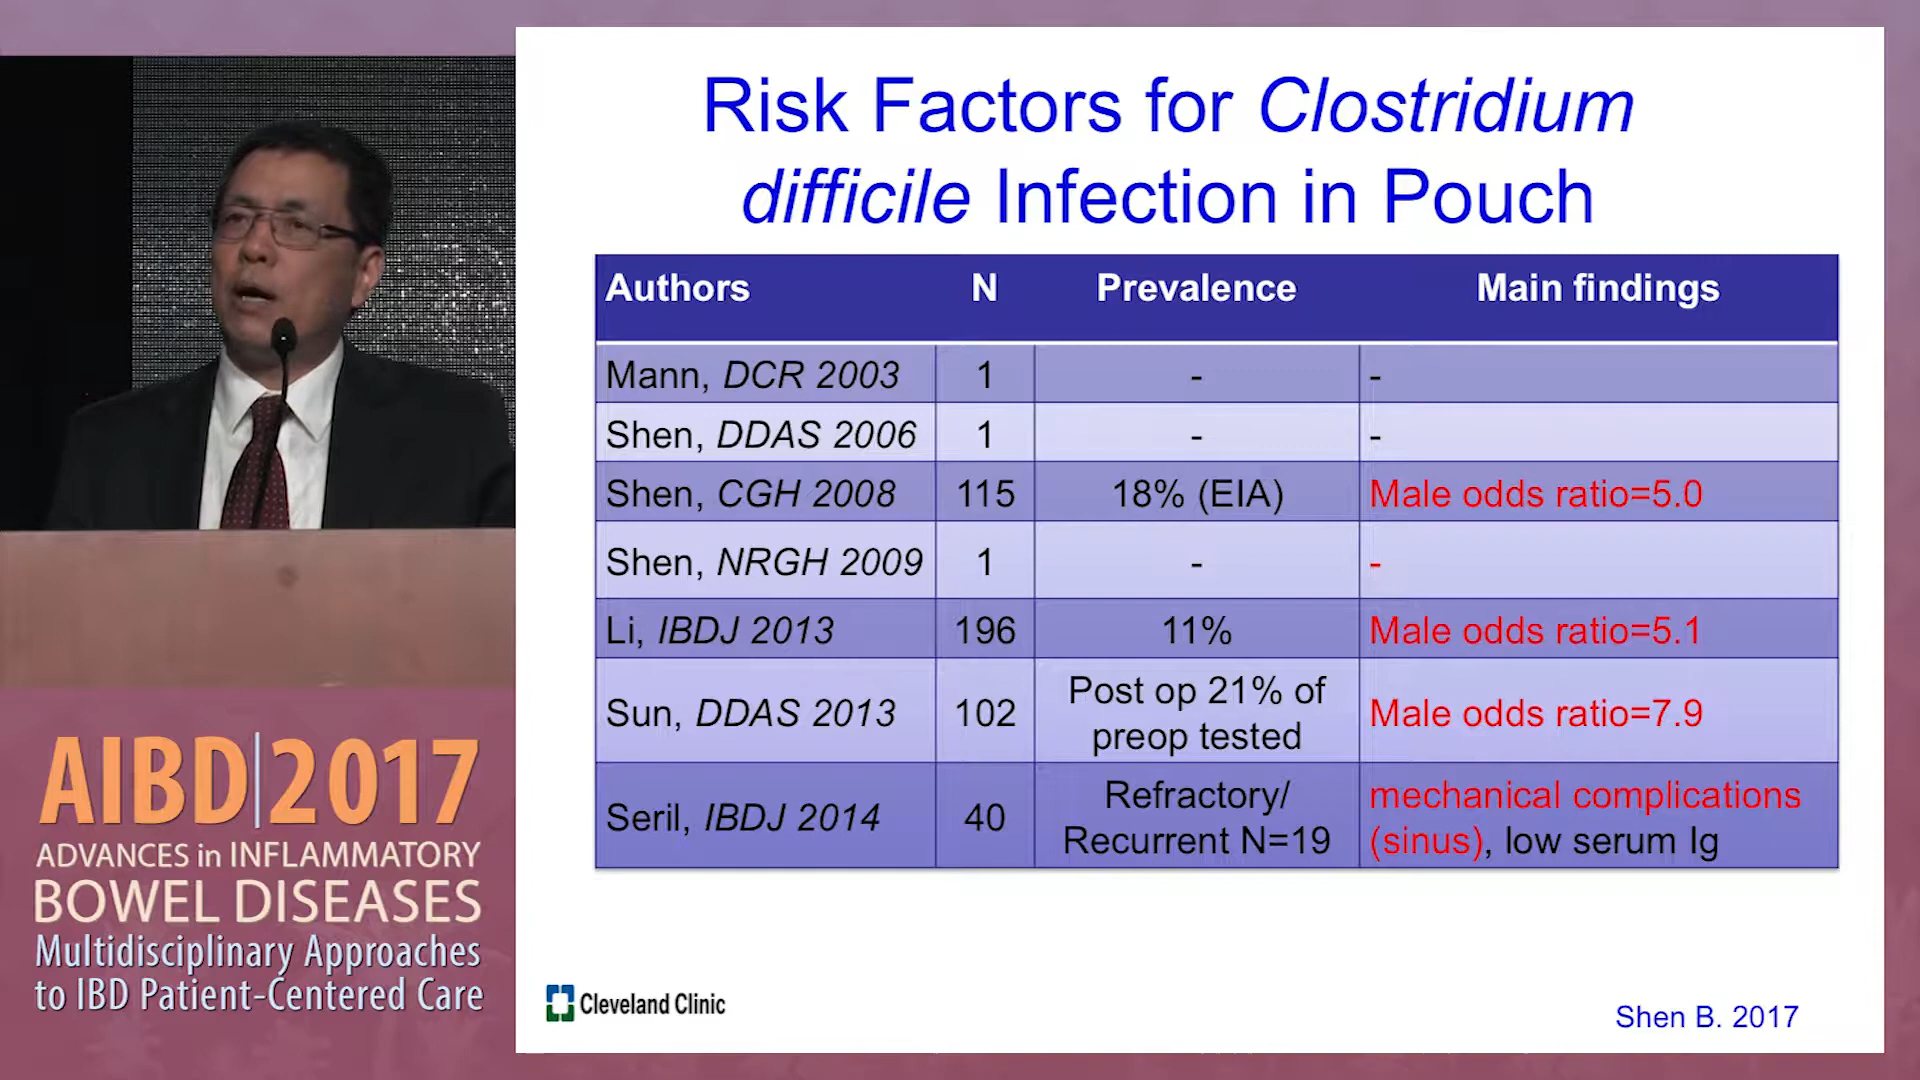 Risk Factors for Clostridium
difficile Infection in Pouch
Authors N Prevalence Main findings
Mann, DCR 2003 1 - -
Shen, DDAS 2006 1 - -
Shen, CGH 2008 115 18% (EIA) Male odds ratio=5.0
Shen, NRGH 2009 1 - -
Li, IBDJ 2013 196 11% Male odds ratio=5.1
Sun, DDAS 2013 102 Post op 21% of
preop tested Male odds ratio=7.9
Seril, IBDJ 2014 40 Refractory/
Recurrent N=19 mechanical complications
(sinus), low serum Ig
Cleveland Clinic
Shen B. 2017
AIBD|2017
ADVANCES in INFLAMMATORY
BOWEL DISEASES
Multidisciplinary Approaches
to IBD Patient-Centered Care